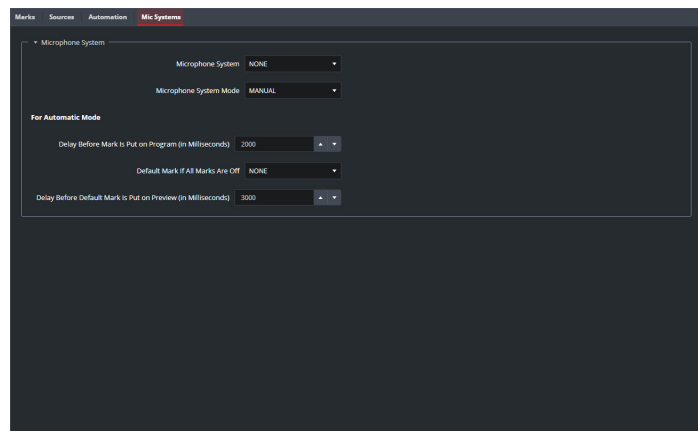 Marks Sources Automation Mic Systems
Microphone System
Microphone System NONE
Microphone System Mode MANUAL
For Automatic Mode
Delay Before Mark Is Put on Program (in Milliseconds) 2000
Default Mark If All Marks Are Off NONE
Delay Before Default Mark Is Put on Preview (in Milliseconds) 3000